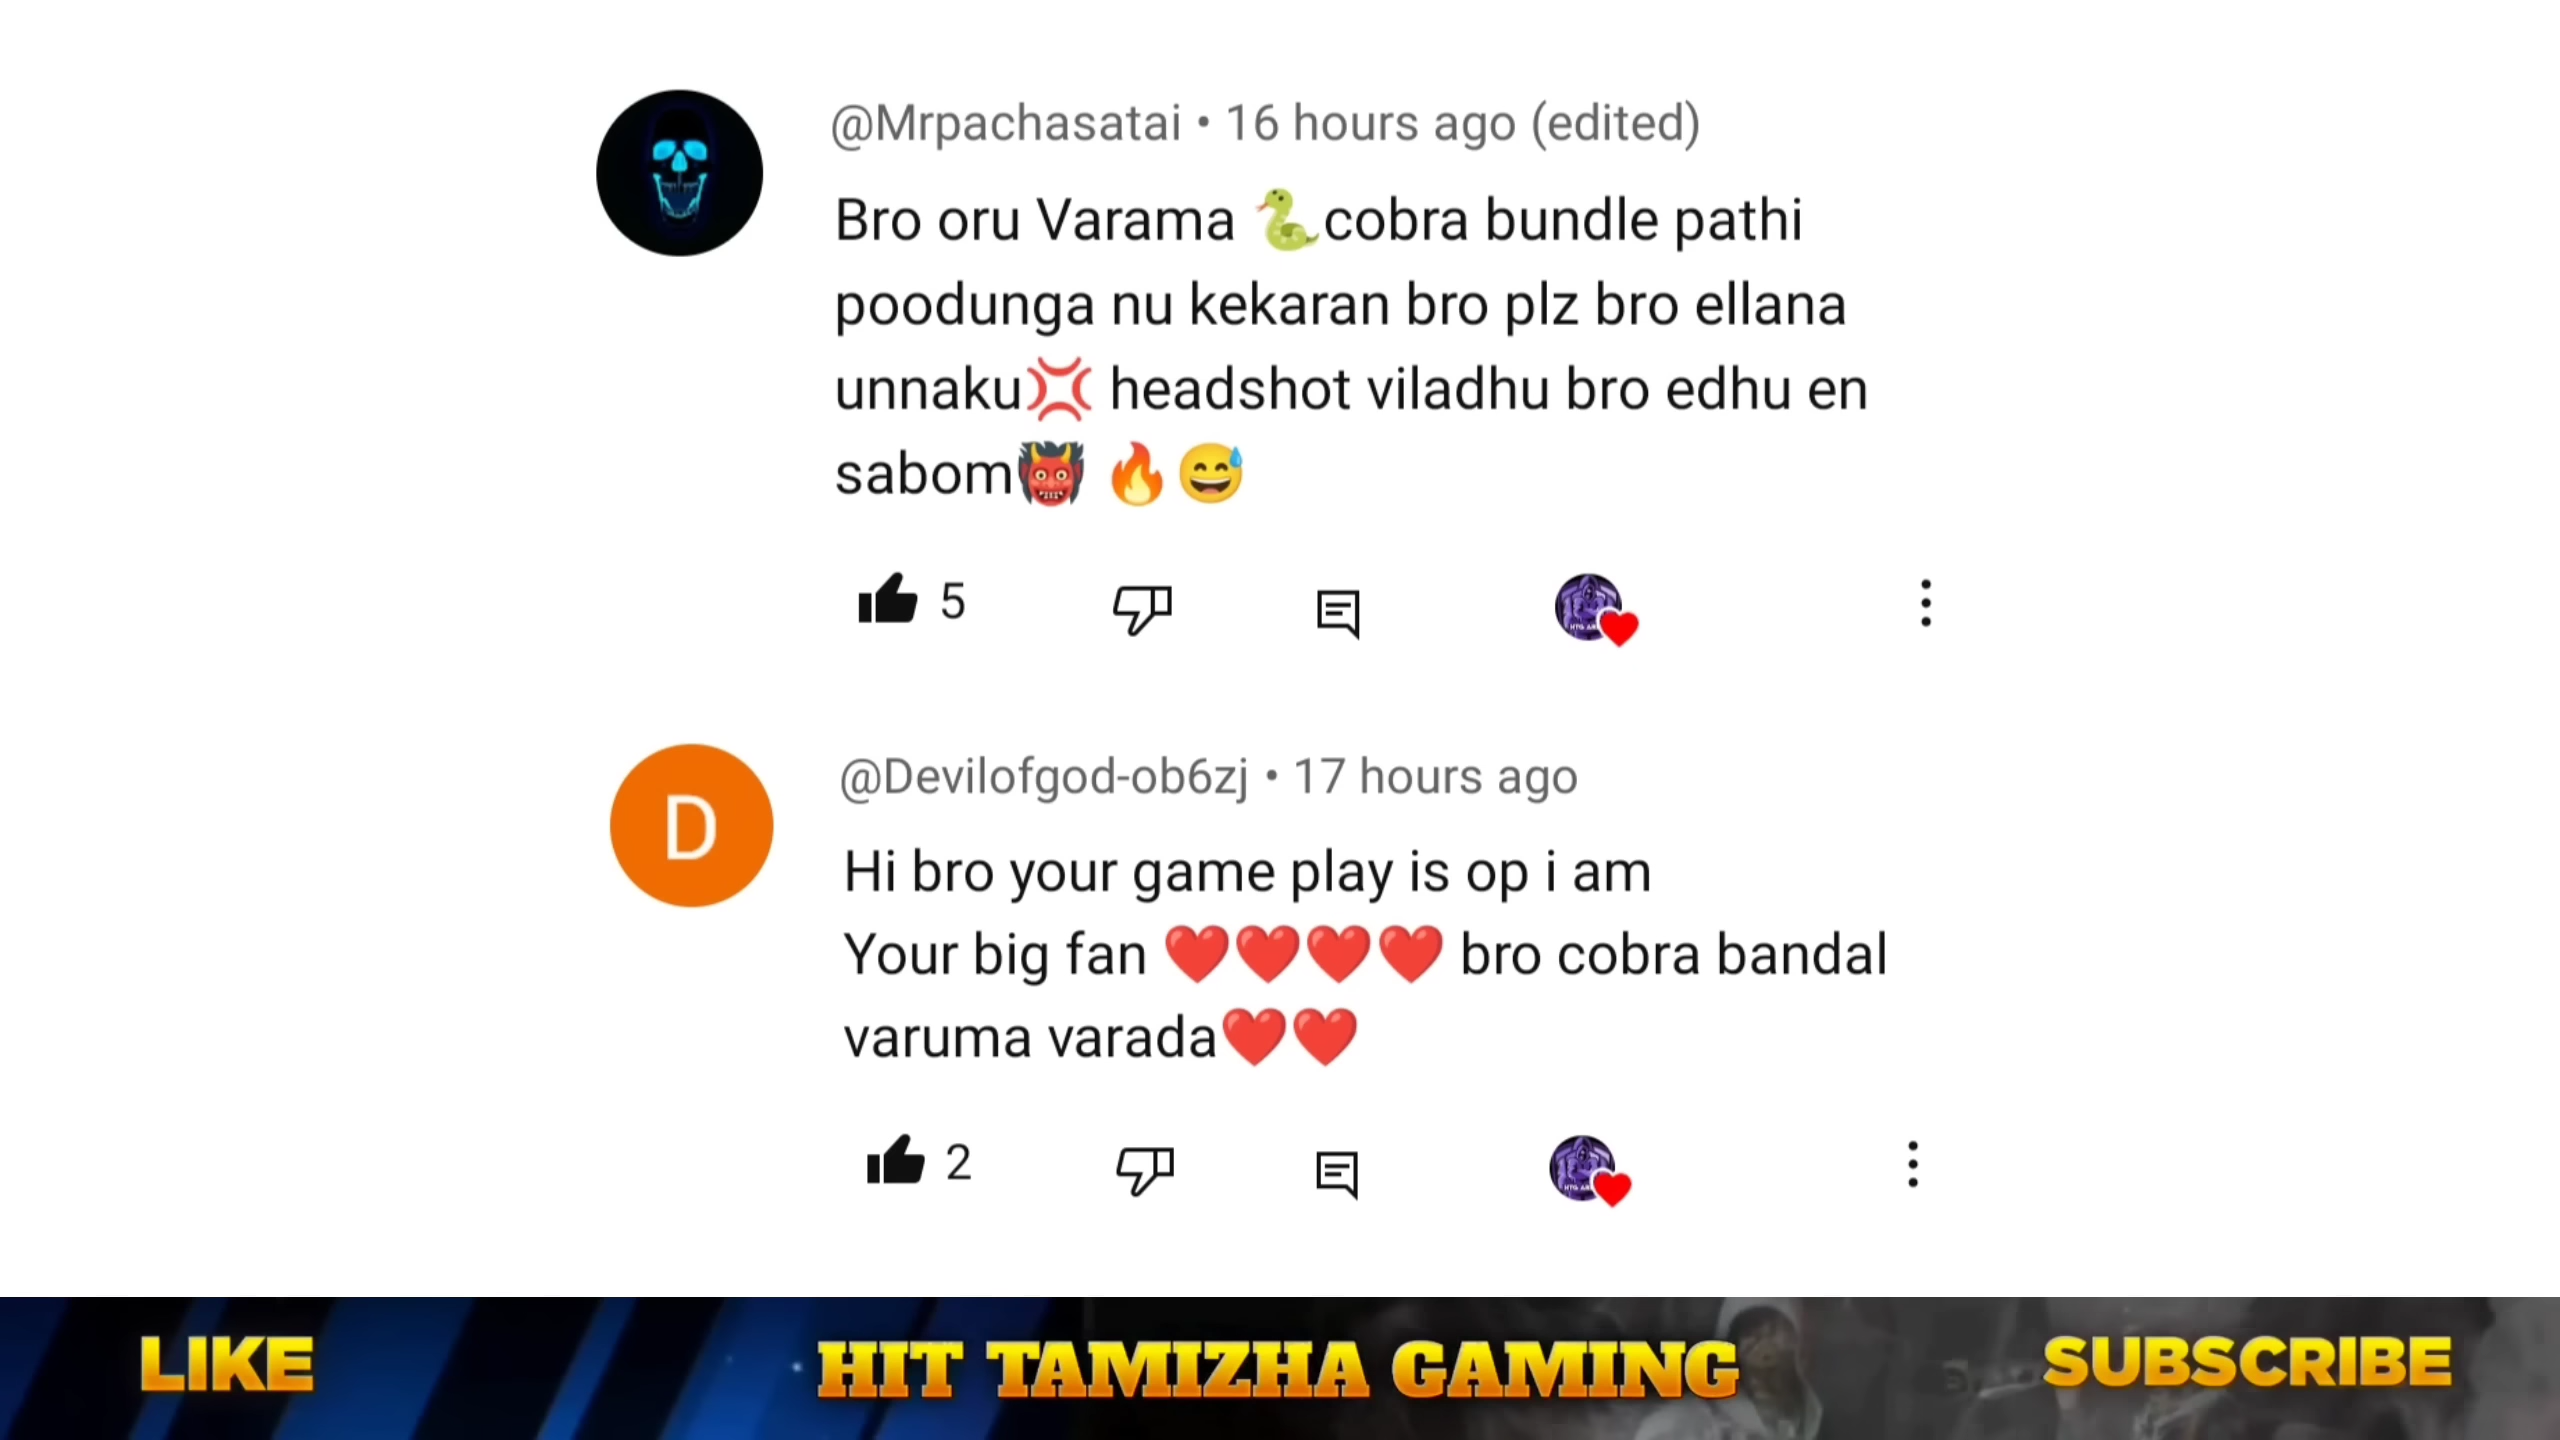 @Mrpachasatai • 16 hours ago (edited)
Bro oru Varama 🐍cobra bundle pathi
poodunga nu kekaran bro plz bro ellana
unnaku💢 headshot viladhu bro edhu en
sabom👹 🔥😅
5
D
@Devilofgod-ob6zj • 17 hours ago
Hi bro your game play is op i am
Your big fan ❤️❤️❤️❤️ bro cobra bandal
varuma varada❤️❤️
2
LIKE
HIT TAMIZHA GAMING
SUBSCRIBE